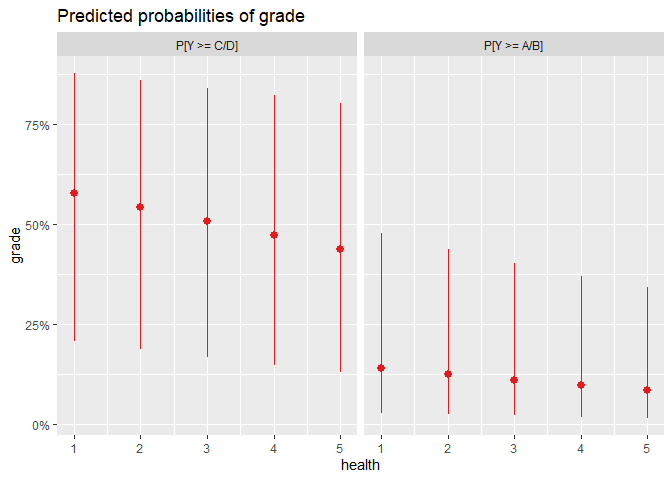 Predicted probabilities of grade
P[Y >= C/D] P[Y >= A/B]
75%
50%
25%
0%
grade
1 2 3 4 5 1 2 3 4 5
health